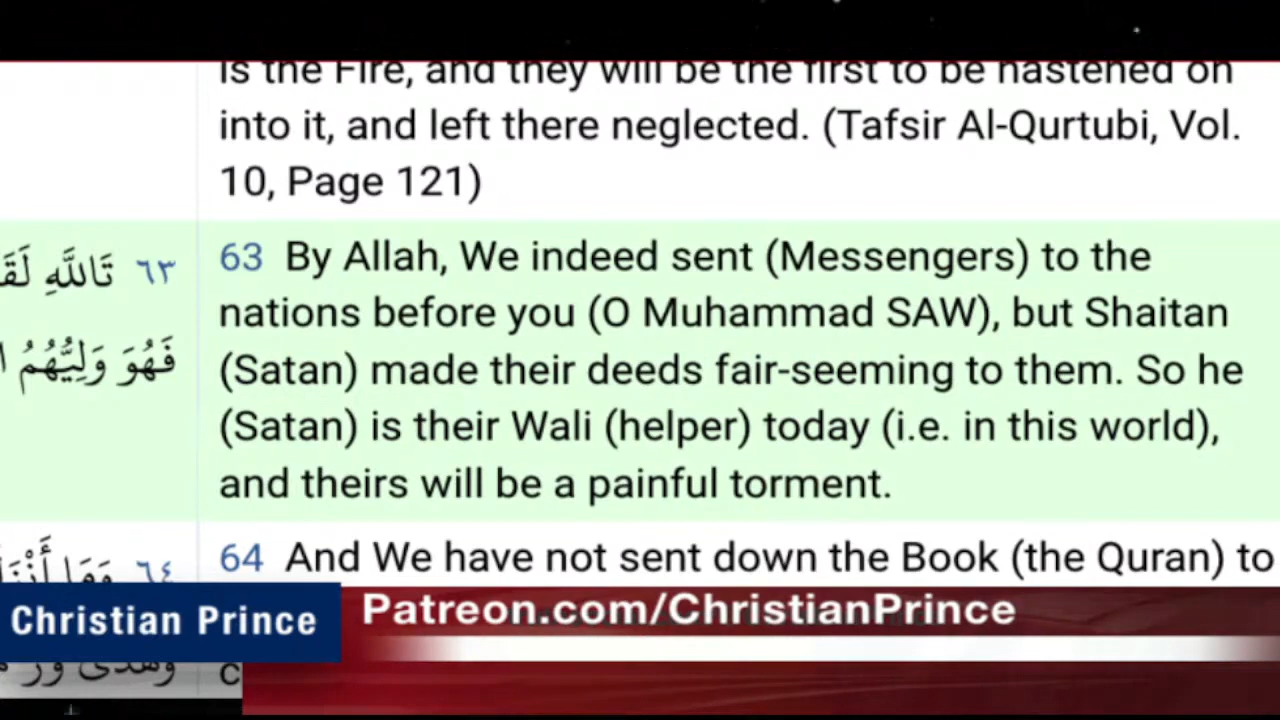 is the Fire, and they will be the first to be hastened on
into it, and left there neglected. (Tafsir Al-Qurtubi, Vol.
10, Page 121)
٦٣ تَاللَّهِ
63 By Allah, We indeed sent (Messengers) to the
nations before you (O Muhammad SAW), but Shaitan
فَهُوَ وَلِيُّهُمُ
(Satan) made their deeds fair-seeming to them. So he
(Satan) is their Wali (helper) today (i.e. in this world),
and theirs will be a painful torment.
٦٤
64 And We have not sent down the Book (the Quran) to
Christian Prince
Patreon.com/ChristianPrince